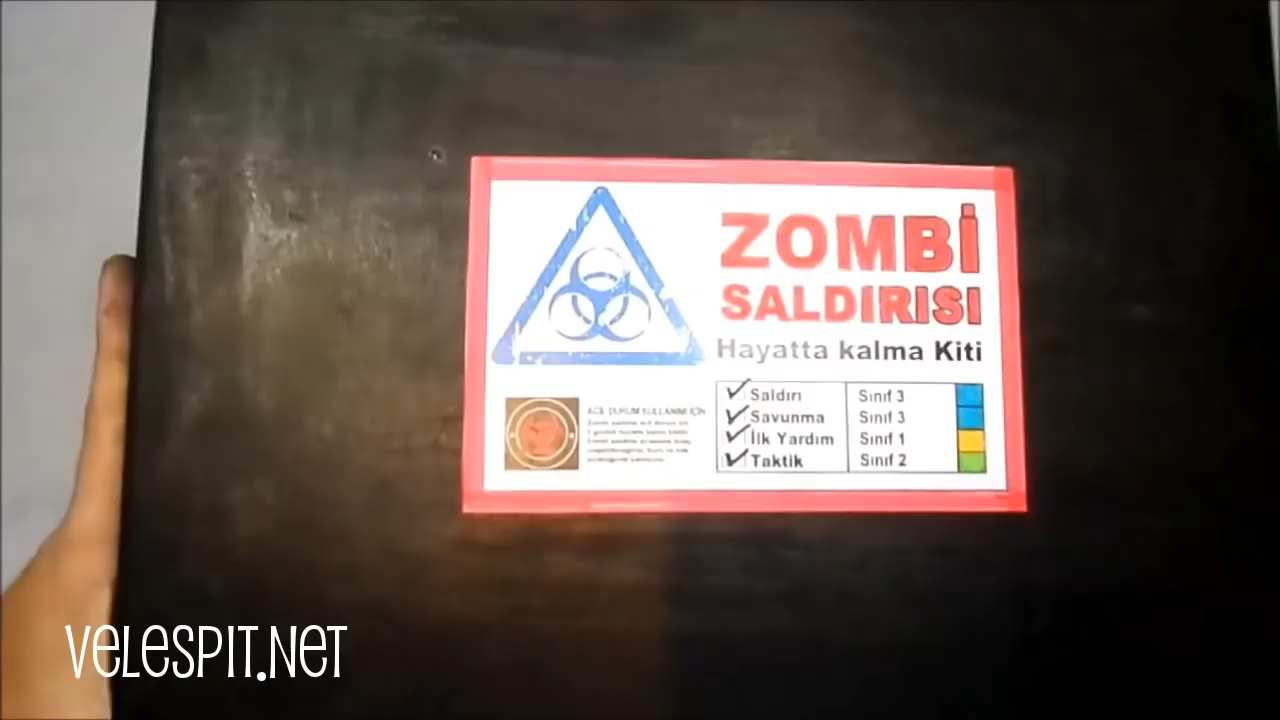 ZOMBİ
SALDIRISI
Hayatta kalma Kiti
ACİL DURUM KULLANIMI İÇİN
Saldırı Sınıf 3
Savunma Sınıf 3
İlk Yardım Sınıf 1
Taktik Sınıf 2
VELESPIT.NET